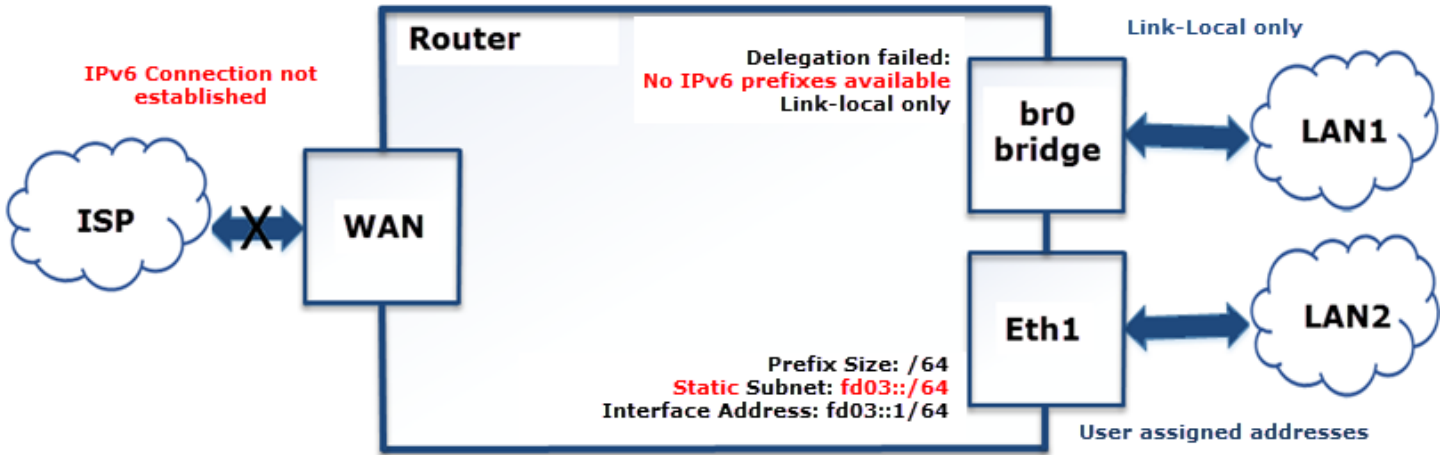 Router
Link-Local only
IPv6 Connection not
established
Delegation failed:
No IPv6 prefixes available
Link-local only
br0
bridge
LAN1
ISP
X
WAN
Eth1
LAN2
Prefix Size: /64
Static Subnet: fd03::/64
Interface Address: fd03::1/64
User assigned addresses